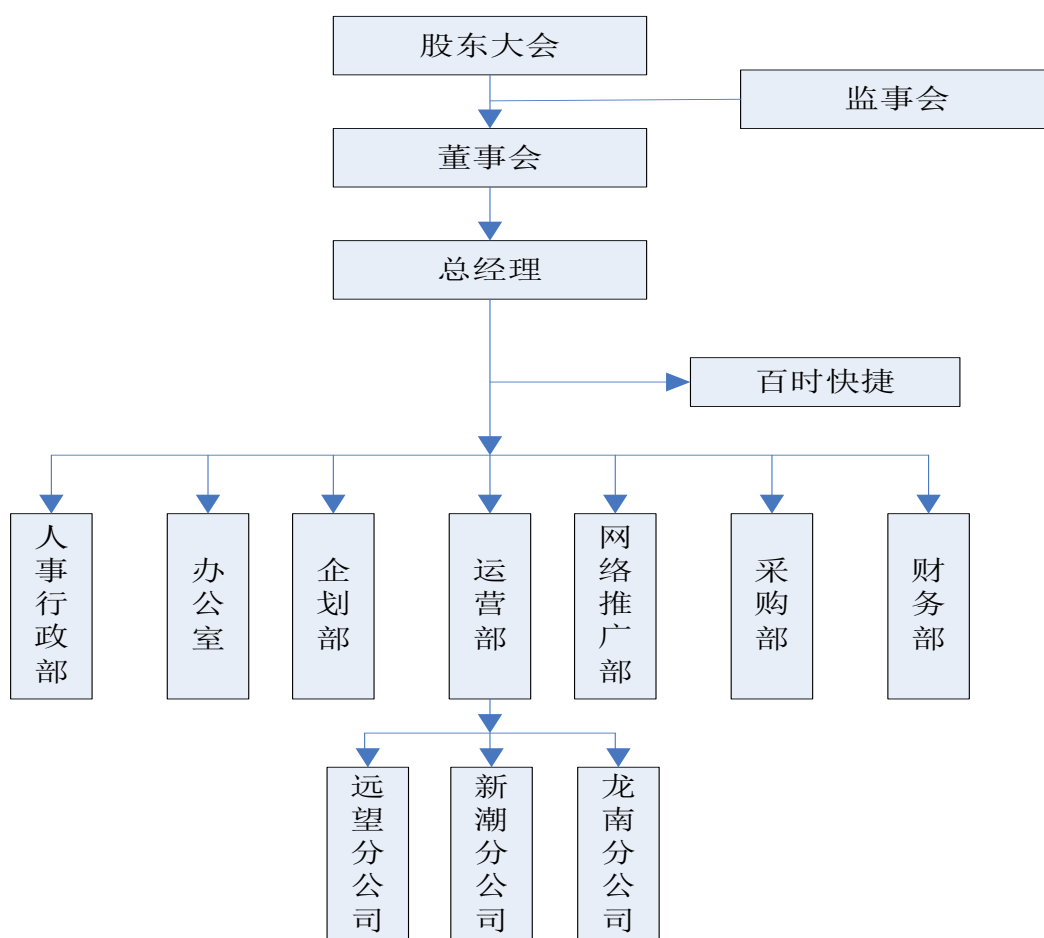 股东大会
监事会
董事会
总经理
百时快捷
人事行政部
办公室
企划部
运营部
网络推广部
采购部
财务部
远望分公司
新潮分公司
龙南分公司